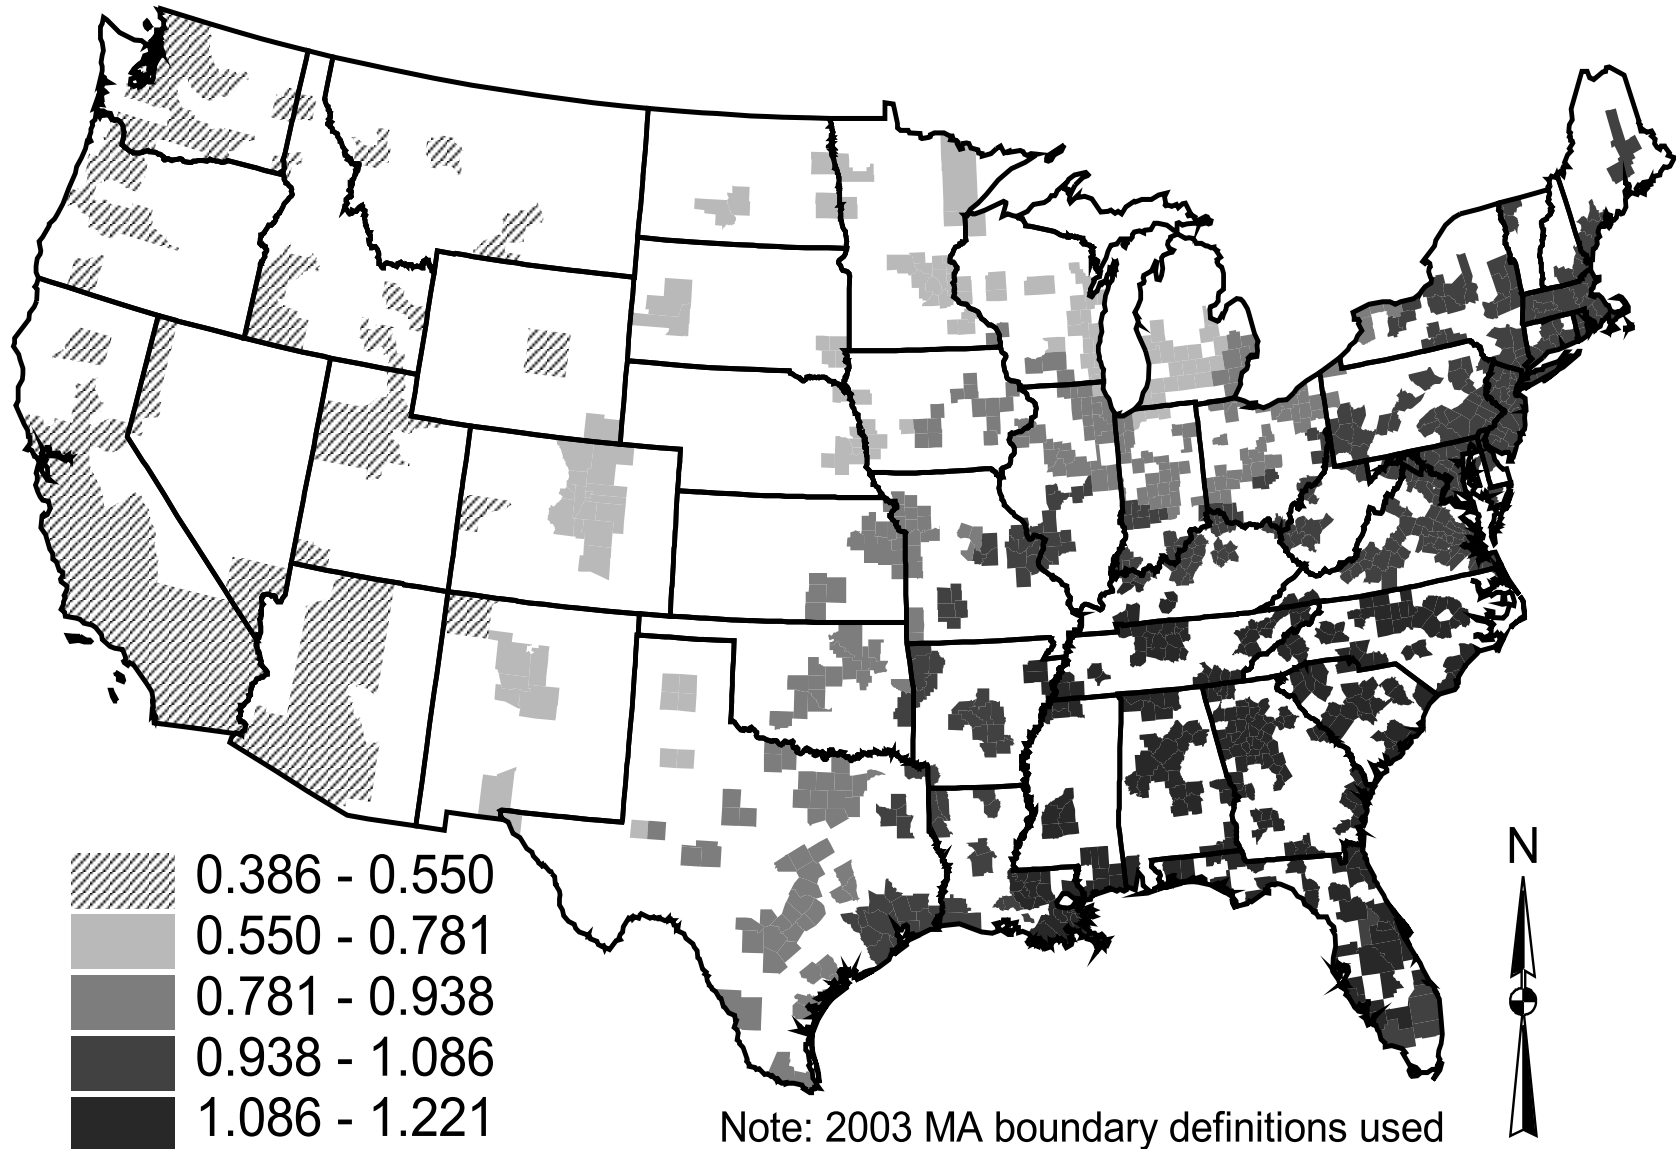 N
0.386 - 0.550
0.550 - 0.781
0.781 - 0.938
0.938 - 1.086
1.086 - 1.221
Note: 2003 MA boundary definitions used